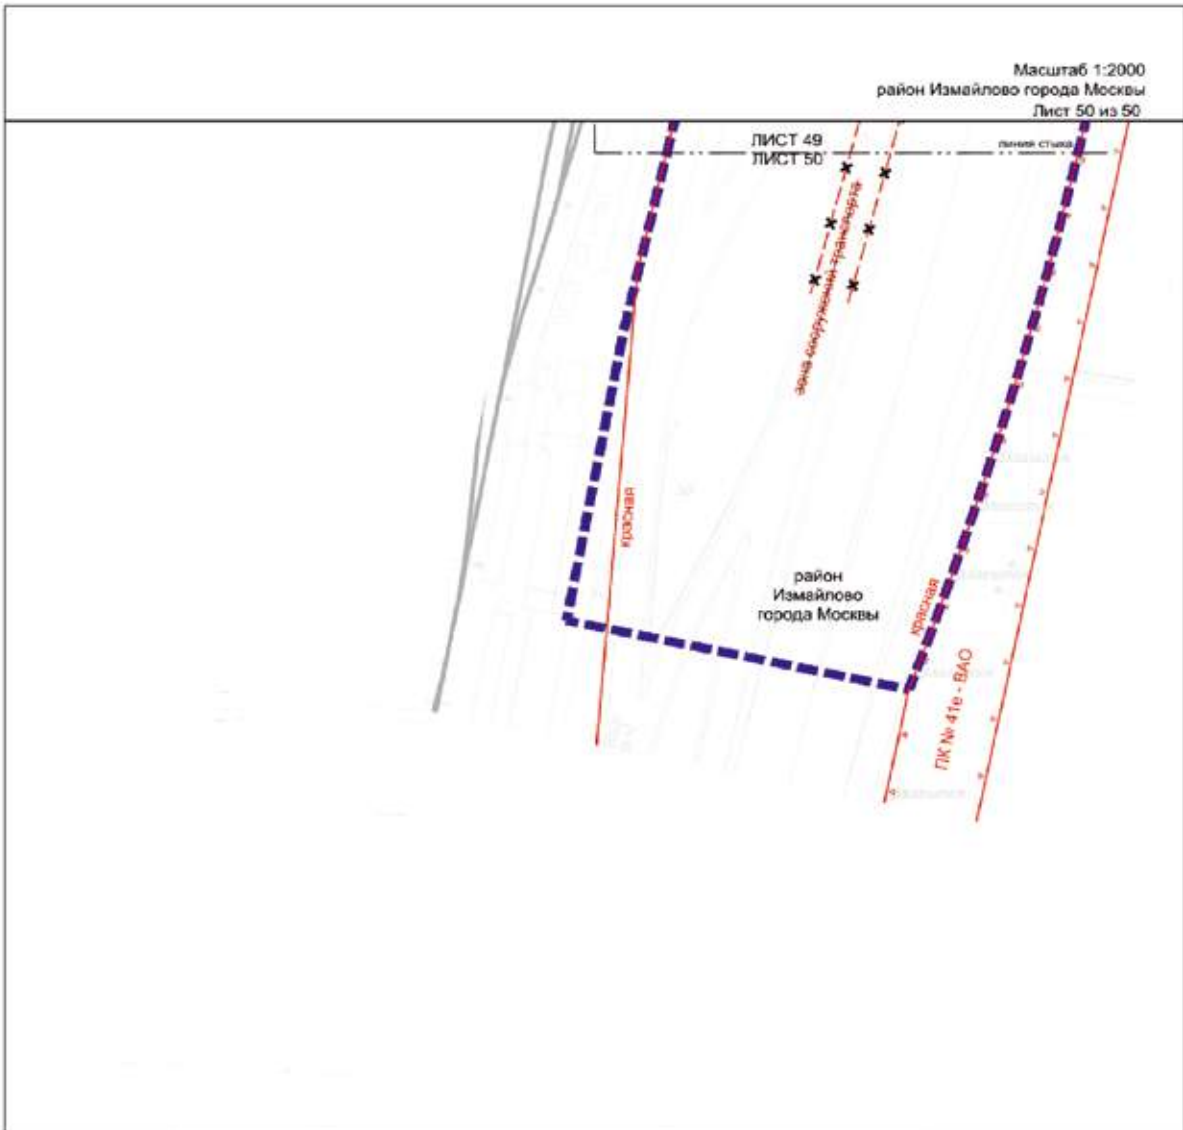 Масштаб 1:2000
район Измайлово города Москвы
Лист 50 из 50
ЛИСТ 49
линия стыка
ЛИСТ 50
зона сооружений транспорта
красная
район
Измайлово
города Москвы
красная
ПК № 41е - ВАО